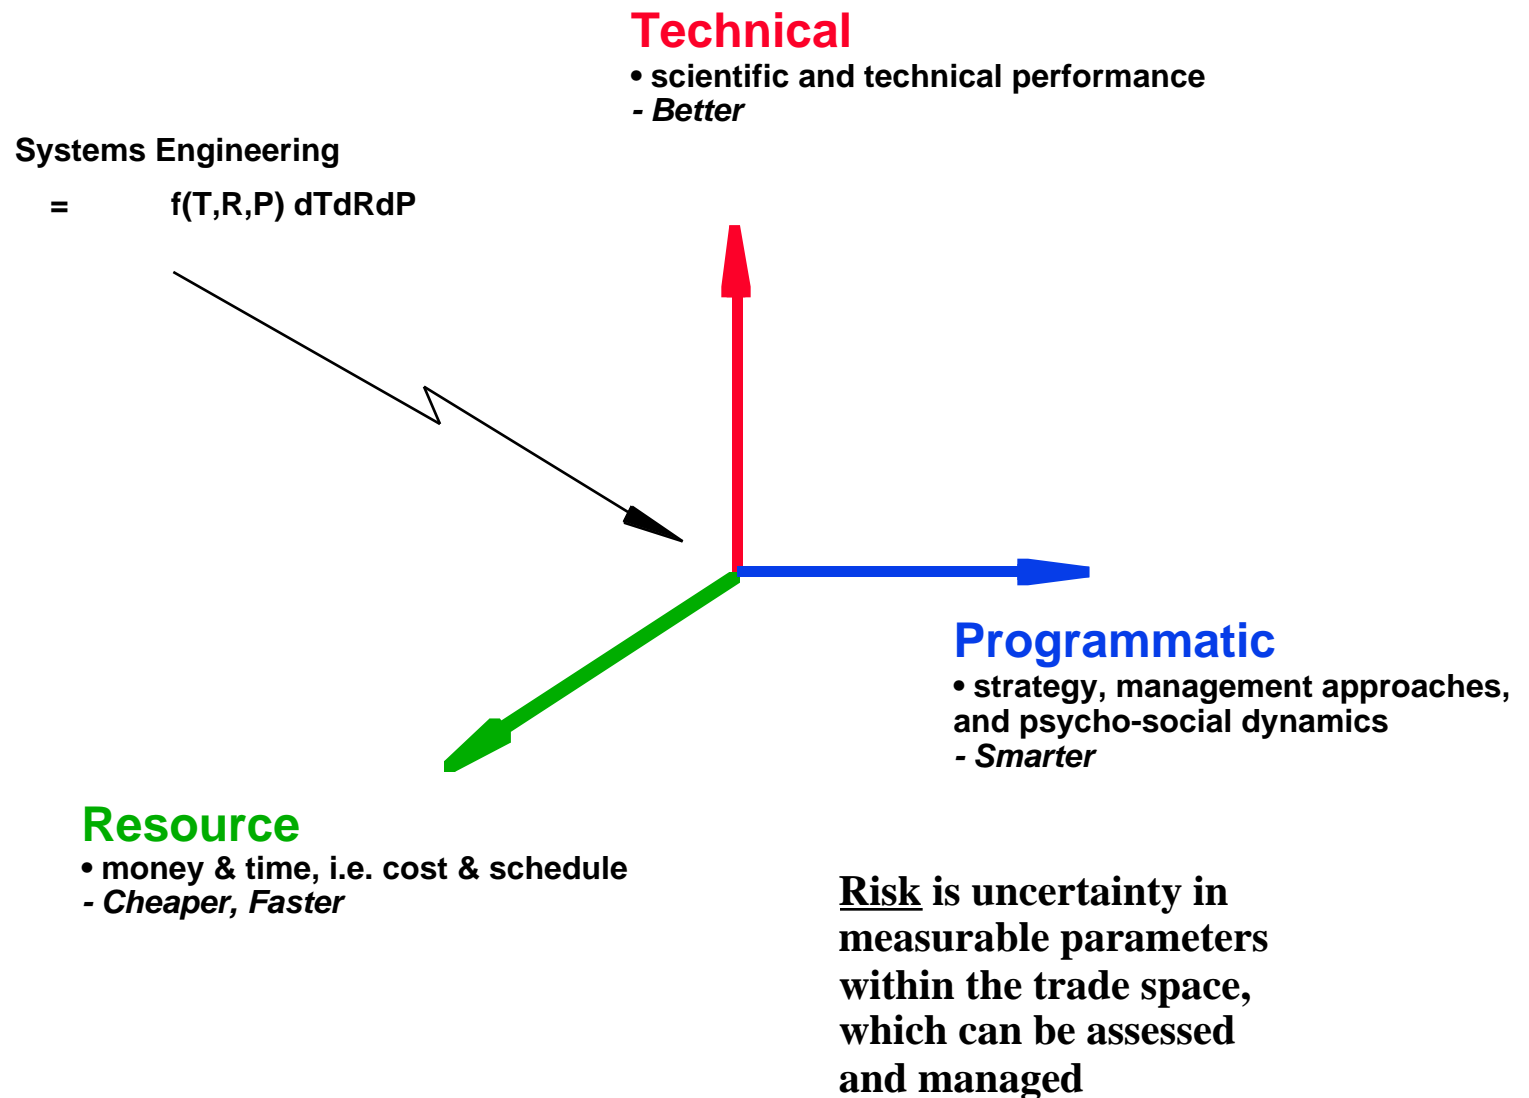 Technical
• scientific and technical performance
- Better
Systems Engineering
= f(T,R,P) dTdRdP
Programmatic
• strategy, management approaches,
and psycho-social dynamics
- Smarter
Resource
• money & time, i.e. cost & schedule
- Cheaper, Faster
Risk is uncertainty in
measurable parameters
within the trade space,
which can be assessed
and managed